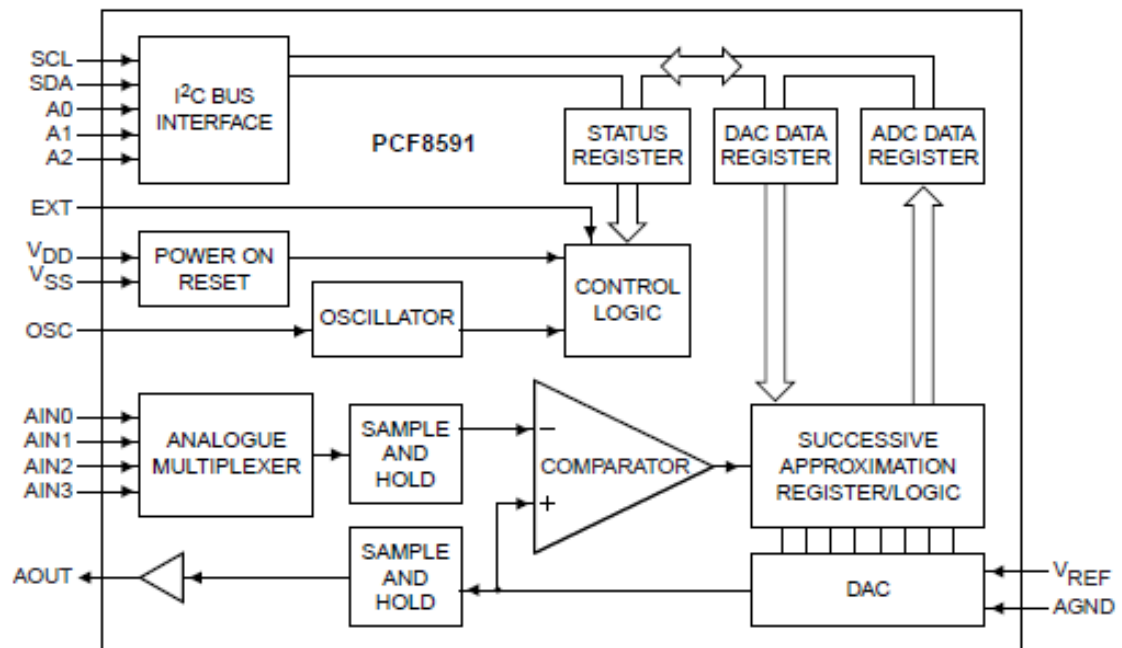 SCL
SDA
A0
A1
A2
I²C BUS
INTERFACE
PCF8591
STATUS
REGISTER
DAC DATA
REGISTER
ADC DATA
REGISTER
EXT
VDD
VSS
POWER ON
RESET
CONTROL
LOGIC
OSC
OSCILLATOR
AIN0
AIN1
AIN2
AIN3
ANALOGUE
MULTIPLEXER
SAMPLE
AND
HOLD
−
COMPARATOR
+
SUCCESSIVE
APPROXIMATION
REGISTER/LOGIC
AOUT
SAMPLE
AND
HOLD
DAC
VREF
AGND